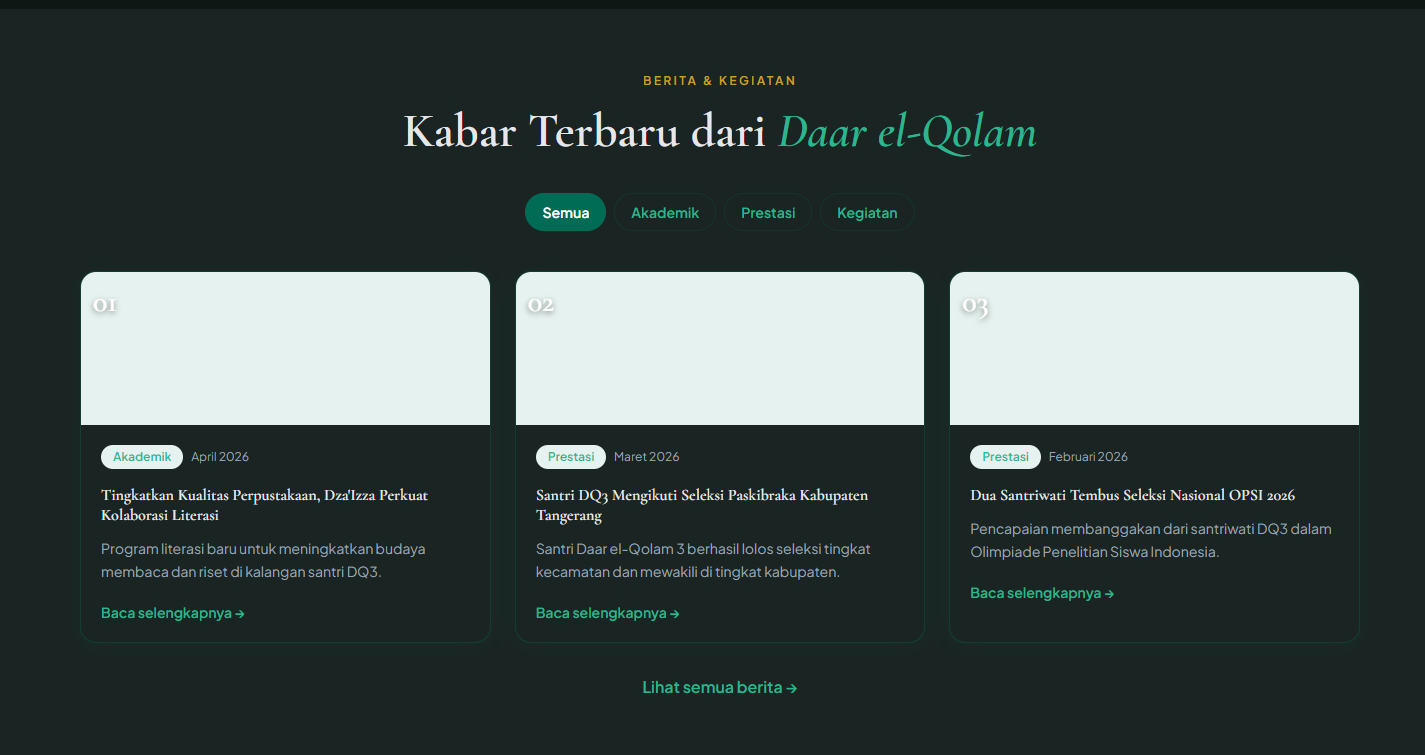 BERITA & KEGIATAN
Kabar Terbaru dari Daar el-Qolam
Semua
Akademik
Prestasi
Kegiatan
01
Akademik
April 2026
Tingkatkan Kualitas Perpustakaan, Dza'Izza Perkuat
Kolaborasi Literasi
Program literasi baru untuk meningkatkan budaya
membaca dan riset di kalangan santri DQ3.
Baca selengkapnya →
02
Prestasi
Maret 2026
Santri DQ3 Mengikuti Seleksi Paskibraka Kabupaten
Tangerang
Santri Daar el-Qolam 3 berhasil lolos seleksi tingkat
kecamatan dan mewakili di tingkat kabupaten.
Baca selengkapnya →
03
Prestasi
Februari 2026
Dua Santriwati Tembus Seleksi Nasional OPSI 2026
Pencapaian membanggakan dari santriwati DQ3 dalam
Olimpiade Penelitian Siswa Indonesia.
Baca selengkapnya →
Lihat semua berita →